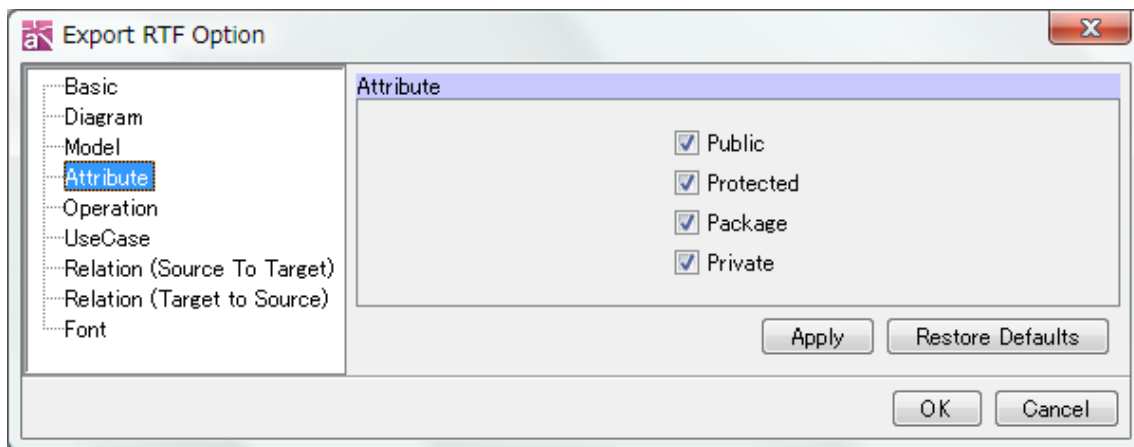 Export RTF Option
Basic
Diagram
Model
Attribute
Operation
UseCase
Relation (Source To Target)
Relation (Target to Source)
Font
Attribute
Public
Protected
Package
Private
Apply
Restore Defaults
OK
Cancel